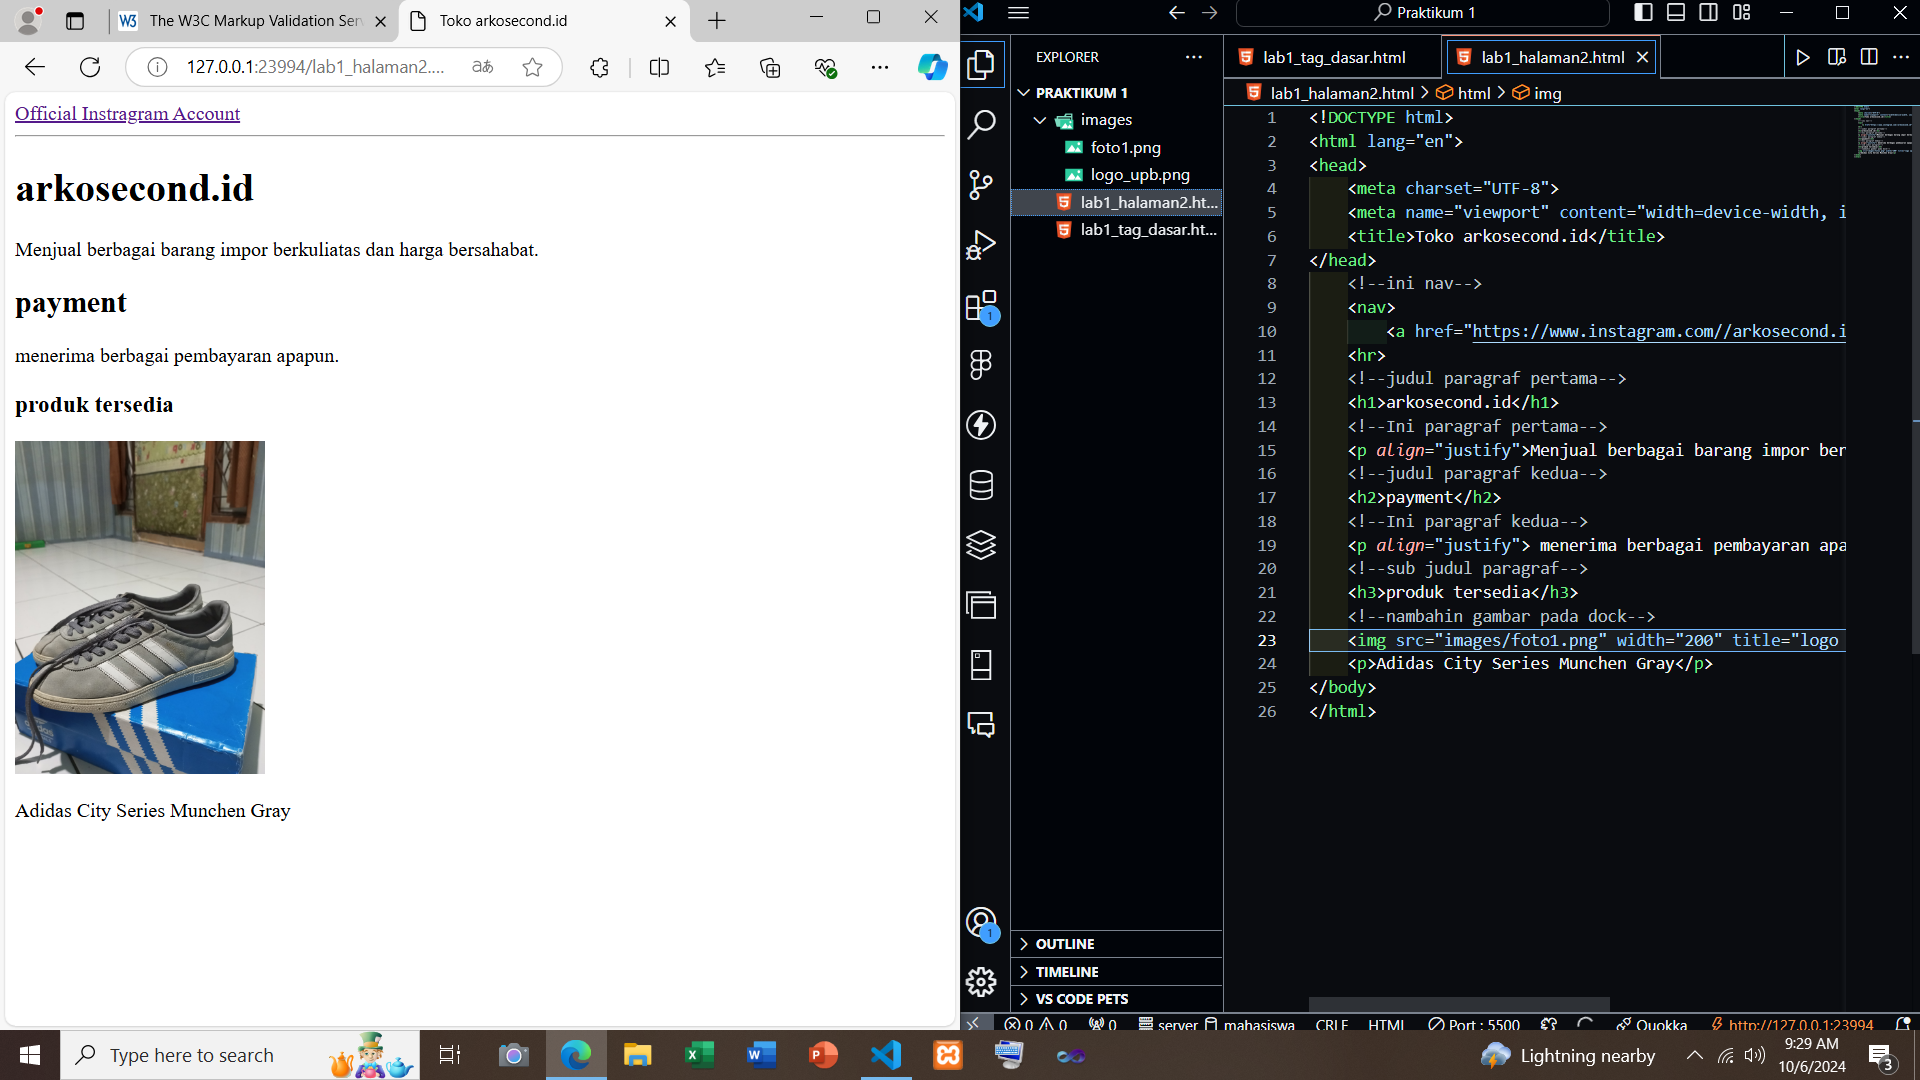 The W3C Markup Validation Ser
Toko arkosecond.id
127.0.0.1:23994/lab1_halaman2....
Official Instragram Account
arkosecond.id
Menjual berbagai barang impor berkuliatas dan harga bersahabat.
payment
menerima berbagai pembayaran apapun.
produk tersedia
Adidas City Series Munchen Gray
Praktikum 1
EXPLORER
PRAKTIKUM 1
images
foto1.png
logo_upb.png
lab1_halaman2.ht...
lab1_tag_dasar.ht...
OUTLINE
TIMELINE
VS CODE PETS
lab1_tag_dasar.html
lab1_halaman2.html
lab1_halaman2.html > html > img
1 <!DOCTYPE html>
2 <html lang="en">
3 <head>
4 <meta charset="UTF-8">
5 <meta name="viewport" content="width=device-width, i
6 <title>Toko arkosecond.id</title>
7 </head>
8 <!--ini nav-->
9 <nav>
10 <a href="https://www.instagram.com//arkosecond.i
11 <hr>
12 <!--judul paragraf pertama-->
13 <h1>arkosecond.id</h1>
14 <!--Ini paragraf pertama-->
15 <p align="justify">Menjual berbagai barang impor ber
16 <!--judul paragraf kedua-->
17 <h2>payment</h2>
18 <!--Ini paragraf kedua-->
19 <p align="justify"> menerima berbagai pembayaran apa
20 <!--sub judul paragraf-->
21 <h3>produk tersedia</h3>
22 <!--nambahin gambar pada dock-->
23 <img src="images/foto1.png" width="200" title="logo
24 <p>Adidas City Series Munchen Gray</p>
25 </body>
26 </html>
0 0 0 server mahasiswa CRLF HTML Port : 5500 Quokka http://127.0.0.1:23994
Type here to search
Lightning nearby
9:29 AM
10/6/2024
3